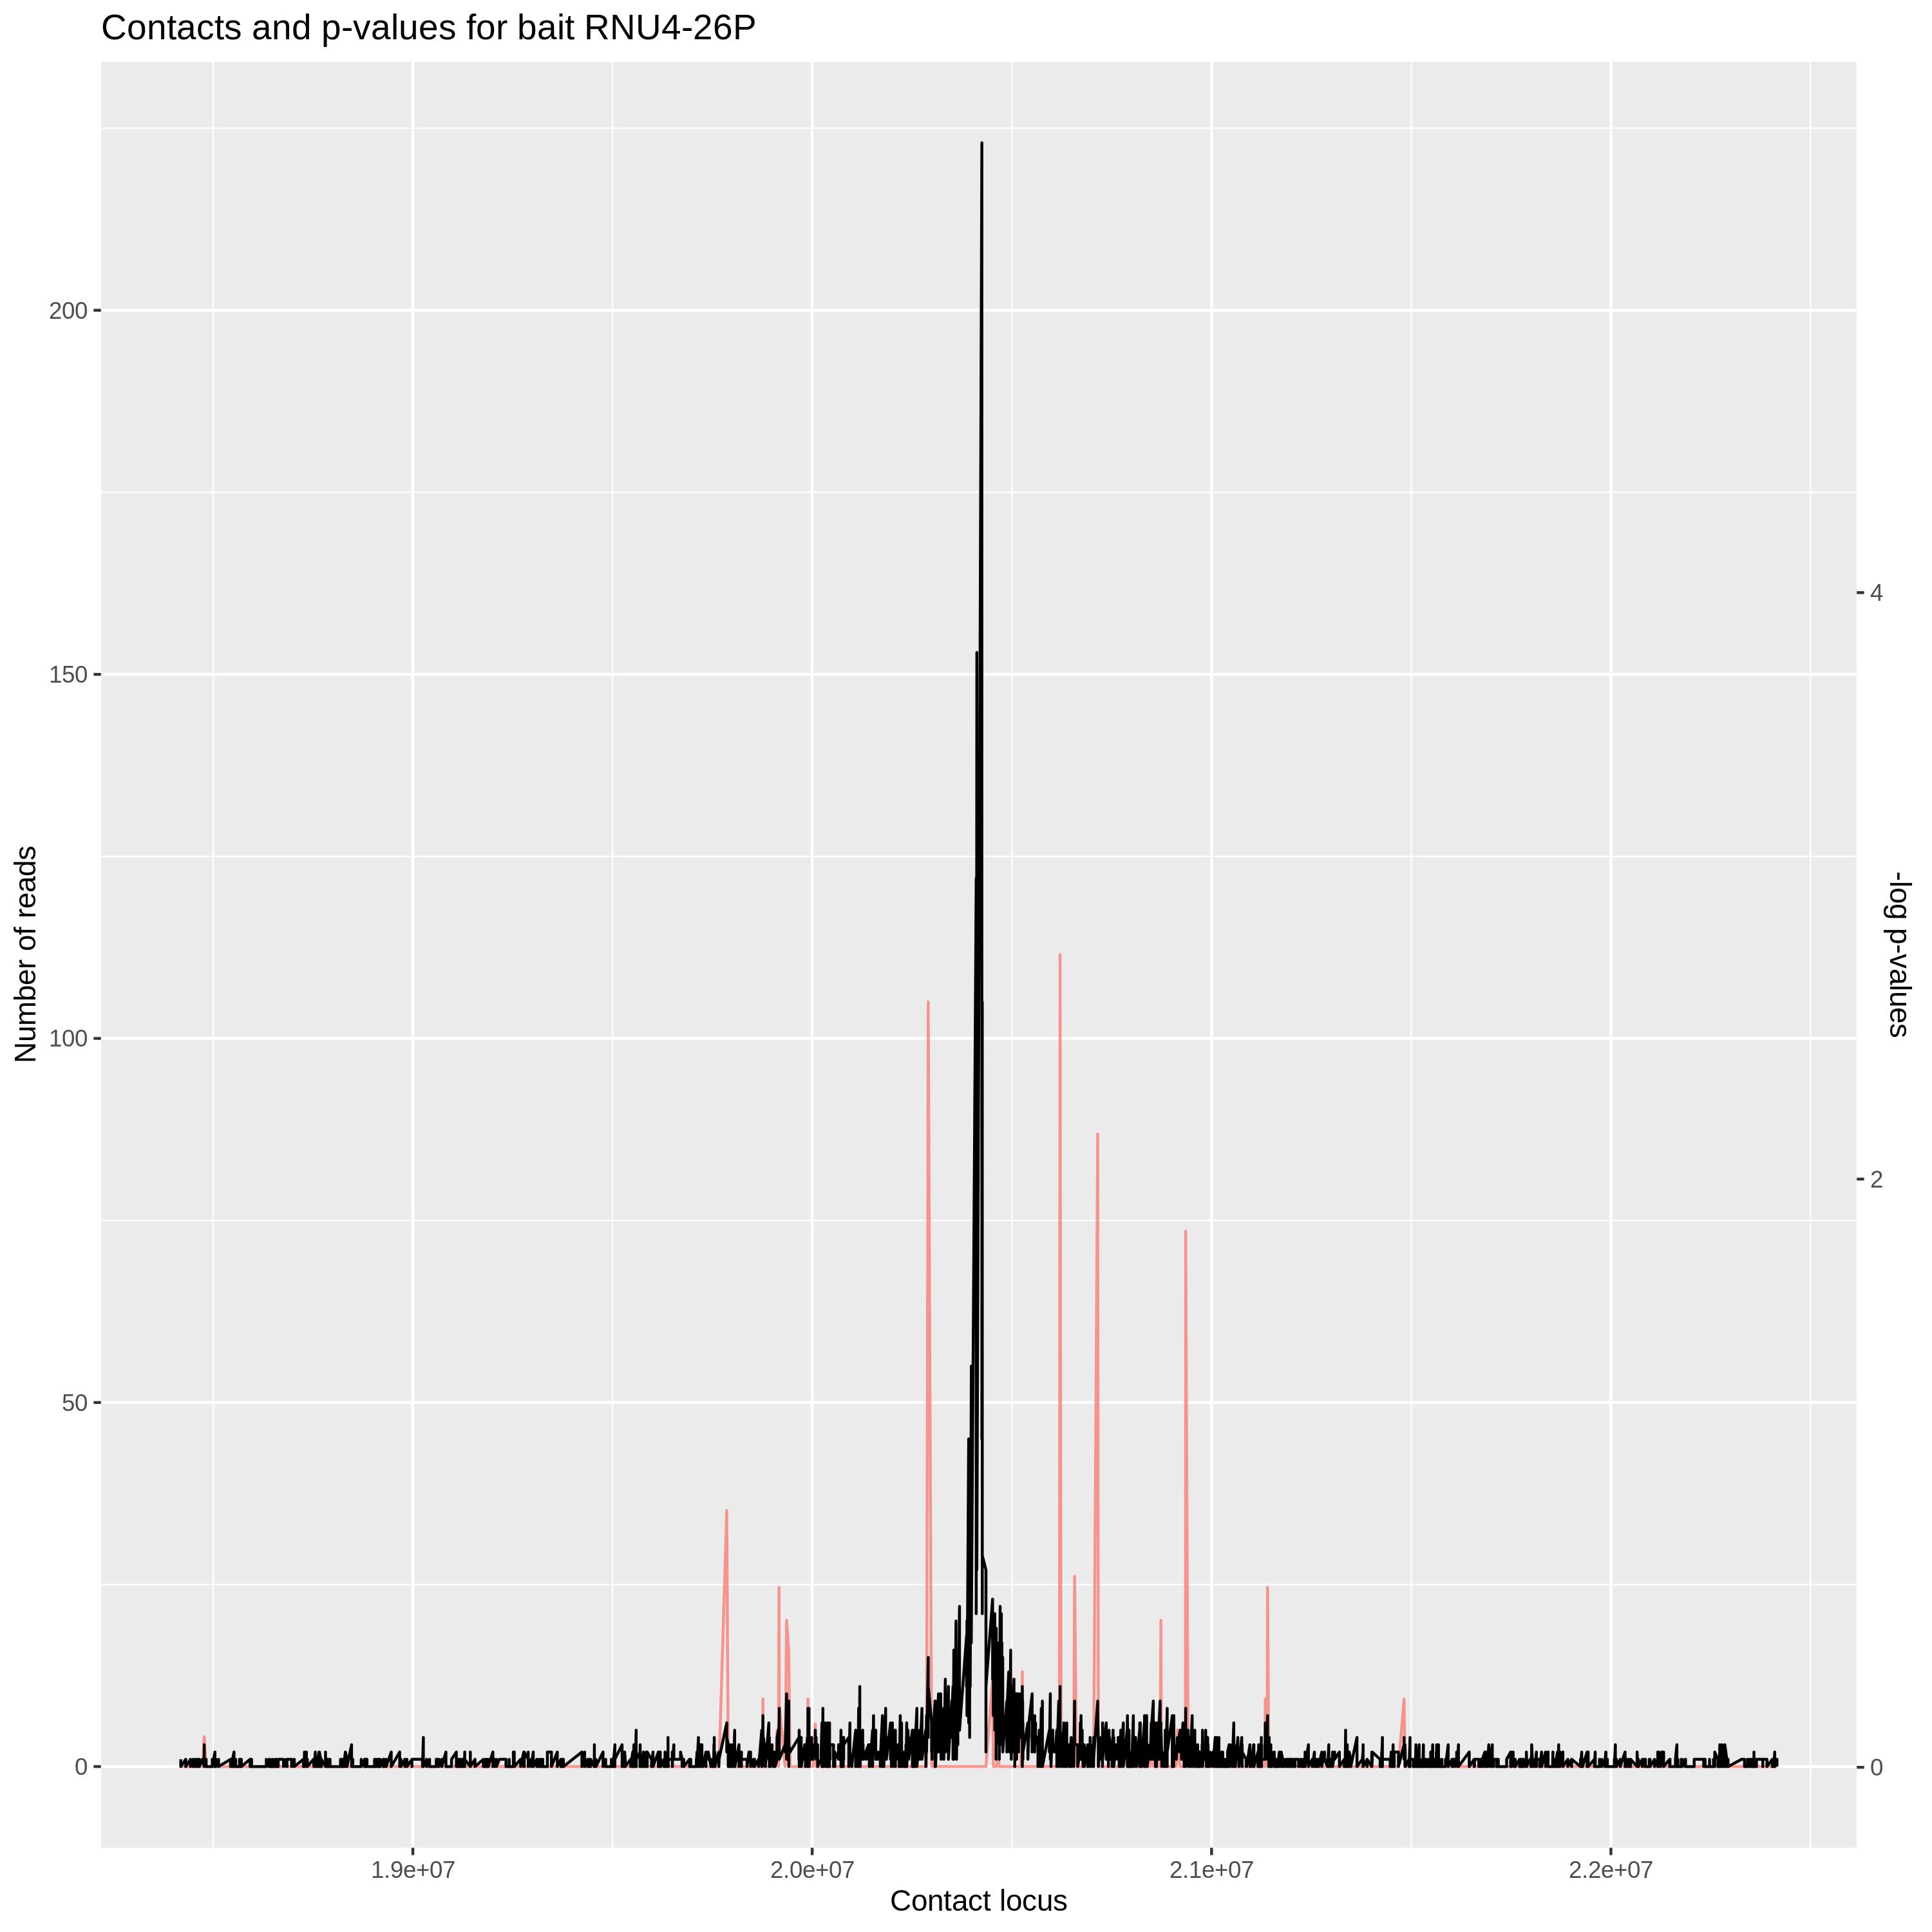 Contacts and p-values for bait RNU4-26P
200
150
100
50
0
Number of reads
4
2
0
-log p-values
1.9e+07 2.0e+07 2.1e+07 2.2e+07
Contact locus